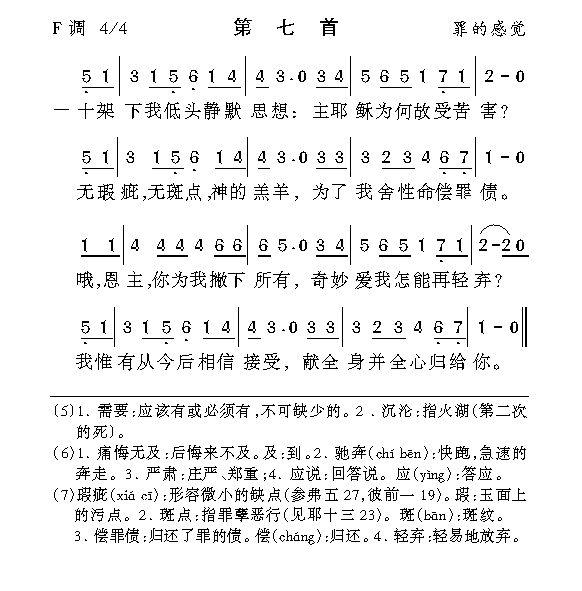 F 调 4/4 第七首 罪的感觉
5 1 | 3 1 5 6 1 4 | 4 3·0 3 4 | 5 6 5 1 7 1 | 2-0
一 十架 下我低头静默 思想：主耶 稣为何故受苦 害？
5 1 | 3 1 5 6 1 4 | 4 3·0 3 3 | 3 2 3 4 6 7 | 1-0
无瑕 疵,无斑点,神的 羔羊，为了 我舍性命偿罪 债。
1 1 | 4 4 4 4 6 6 | 6 5·0 3 4 | 5 6 5 1 7 1 | 2-2 0
哦,恩 主,你为我撇下 所有，奇妙 爱我怎能再轻 弃？
5 1 | 3 1 5 6 1 4 | 4 3·0 3 3 | 3 2 3 4 6 7 | 1-0 ||
我惟 有从今后相信 接受，献全 身并全心归给 你。
〔5〕1．需要：应该有或必须有,不可缺少的。2．沉沦：指火湖(第二次
的死)。
(6)1．痛悔无及：后悔来不及。及：到。2．驰奔(chí bēn)：快跑,急速的
奔走。3．严肃：庄严、郑重；4．应说：回答说。应(yìng)：答应。
(7)瑕疵(xiá cī)：形容微小的缺点(参弗五 27,彼前一 19)。瑕：玉面上
的污点。2．斑点：指罪孽恶行(见耶十三 23)。斑(bān)：斑纹。
3．偿罪债：归还了罪的债。偿(cháng)：归还。4．轻弃：轻易地放弃。